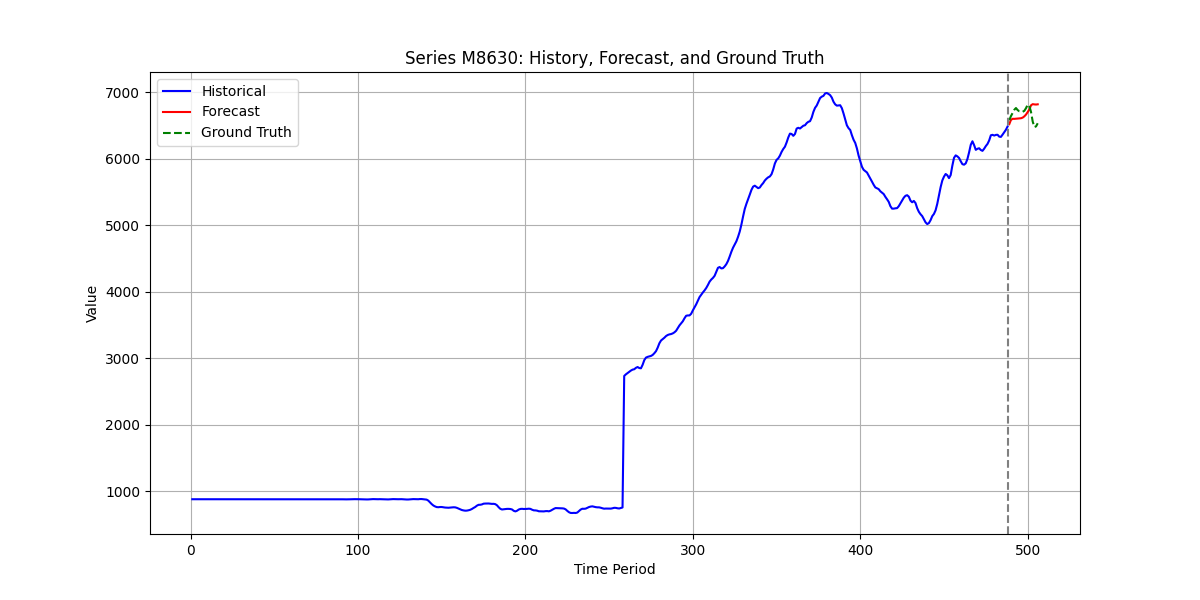 Series M8630: History, Forecast, and Ground Truth
Historical
Forecast
Ground Truth
Value
7000
6000
5000
4000
3000
2000
1000
0 100 200 300 400 500
Time Period